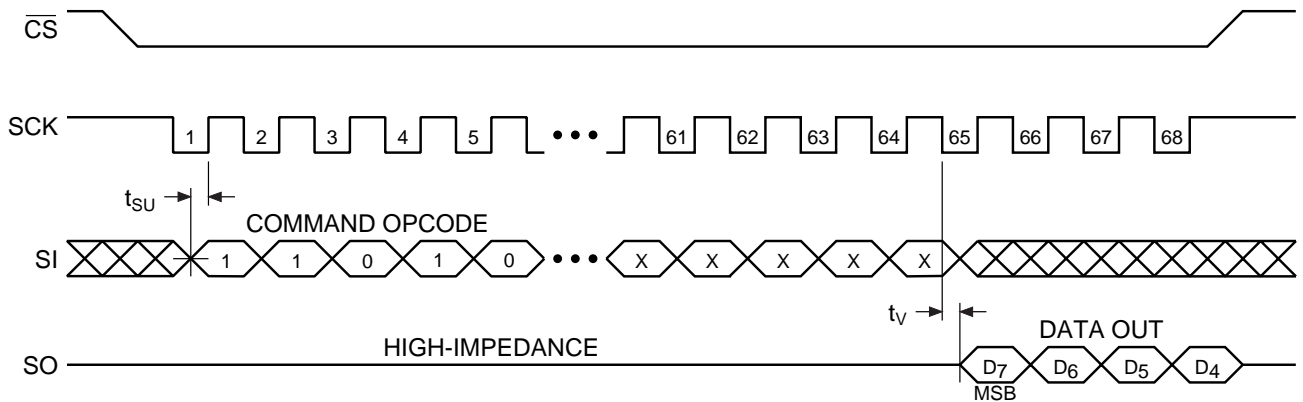 CS
SCK 1 2 3 4 5 ••• 61 62 63 64 65 66 67 68
tSU
COMMAND OPCODE
SI 1 1 0 1 0 ••• X X X X X
tV
HIGH-IMPEDANCE
DATA OUT
SO D7 D6 D5 D4
MSB